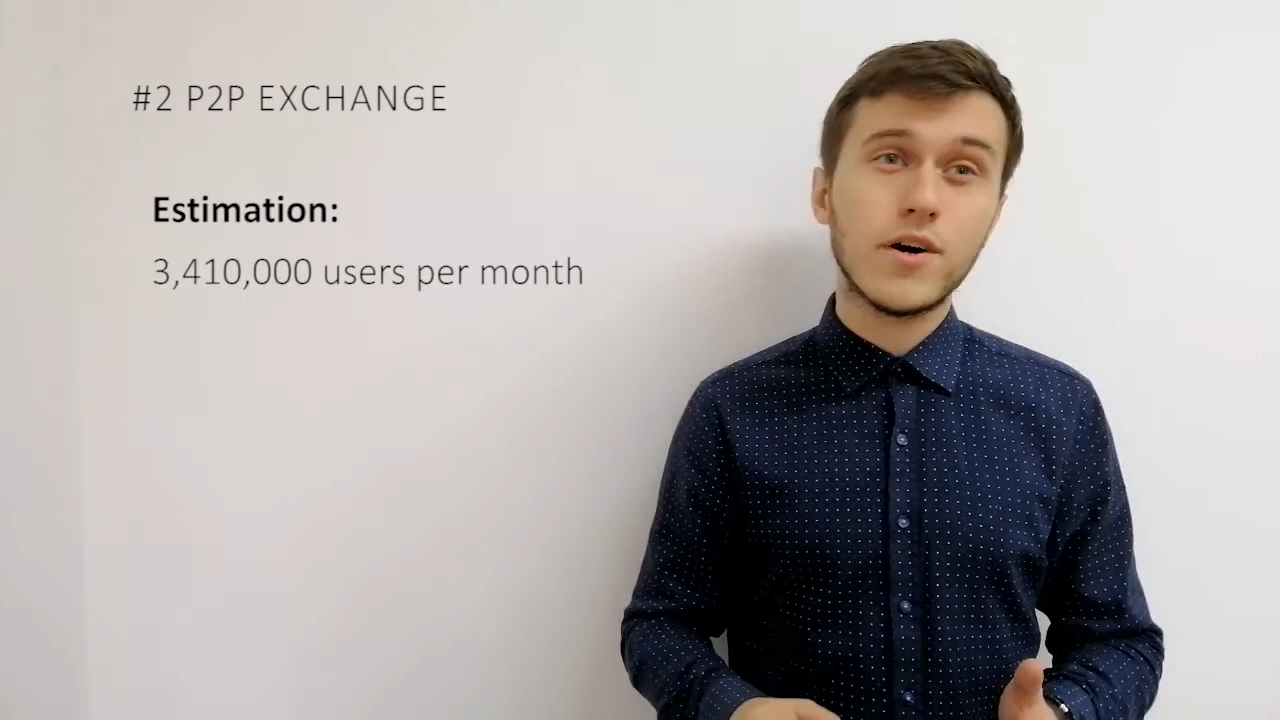 #2 P2P EXCHANGE
Estimation:
3,410,000 users per month